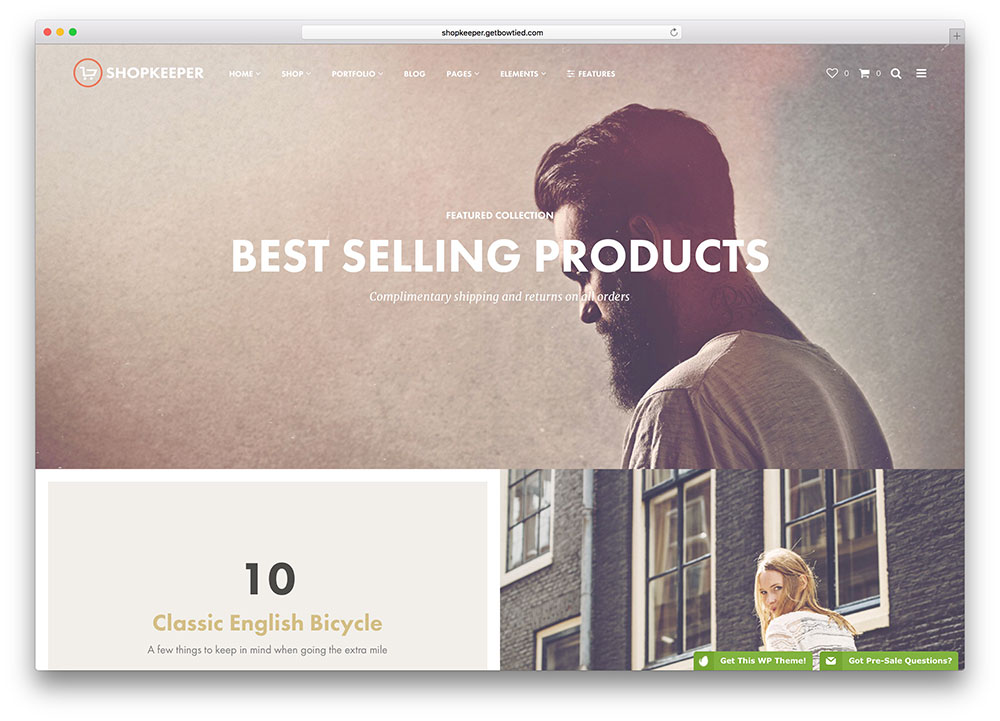 shopkeeper.getbowtied.com
SHOPKEEPER HOME SHOP PORTFOLIO BLOG PAGES ELEMENTS FEATURES 0 0
FEATURED COLLECTION
BEST SELLING PRODUCTS
Complimentary shipping and returns on all orders
10
Classic English Bicycle
A few things to keep in mind when going the extra mile
Get This WP Theme! Got Pre-Sale Questions?